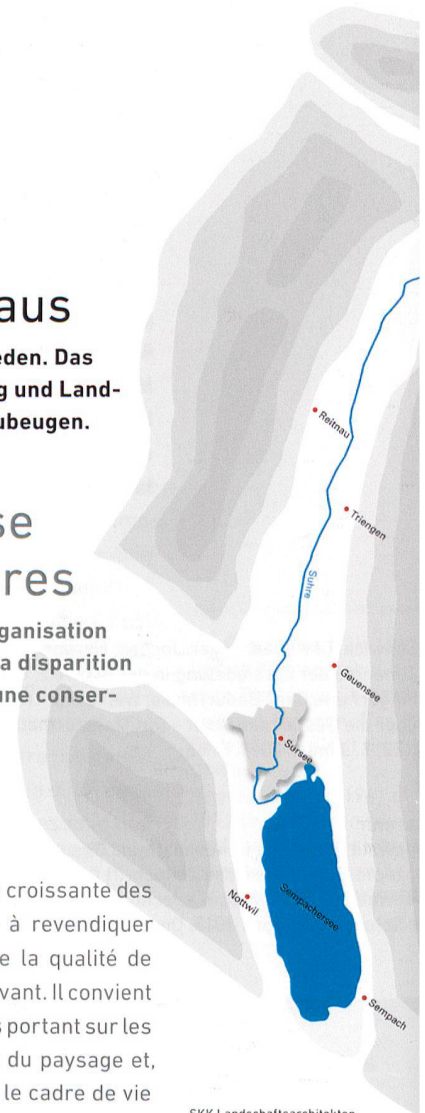 aus
eden. Das
g und Land-
ubeugen.
se
res
ganisation
a disparition
une conser-
croissante des
à revendiquer
e la qualité de
vant. Il convient
s portant sur les
du paysage et,
le cadre de vie
Reitnau
Triengen
Suhre
Geuensee
Sursee
Nottwil
Sempachersee
Sempach
SKK Landschaftsarchitekten